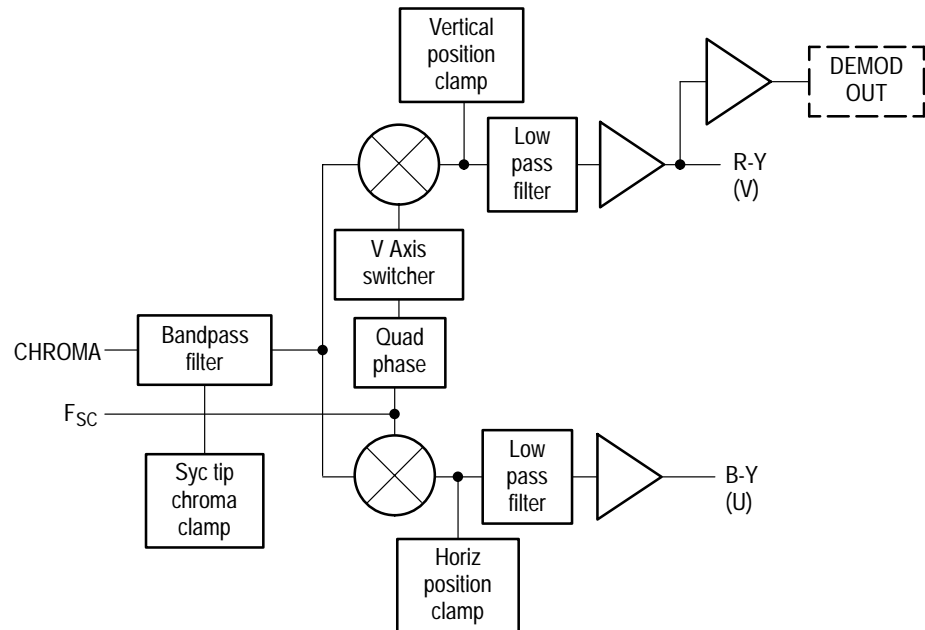 Vertical
position
clamp
DEMOD
OUT
Low
pass
filter
R-Y
(V)
V Axis
switcher
Bandpass
filter
Quad
phase
CHROMA
FSC
Syc tip
chroma
clamp
Low
pass
filter
B-Y
(U)
Horiz
position
clamp